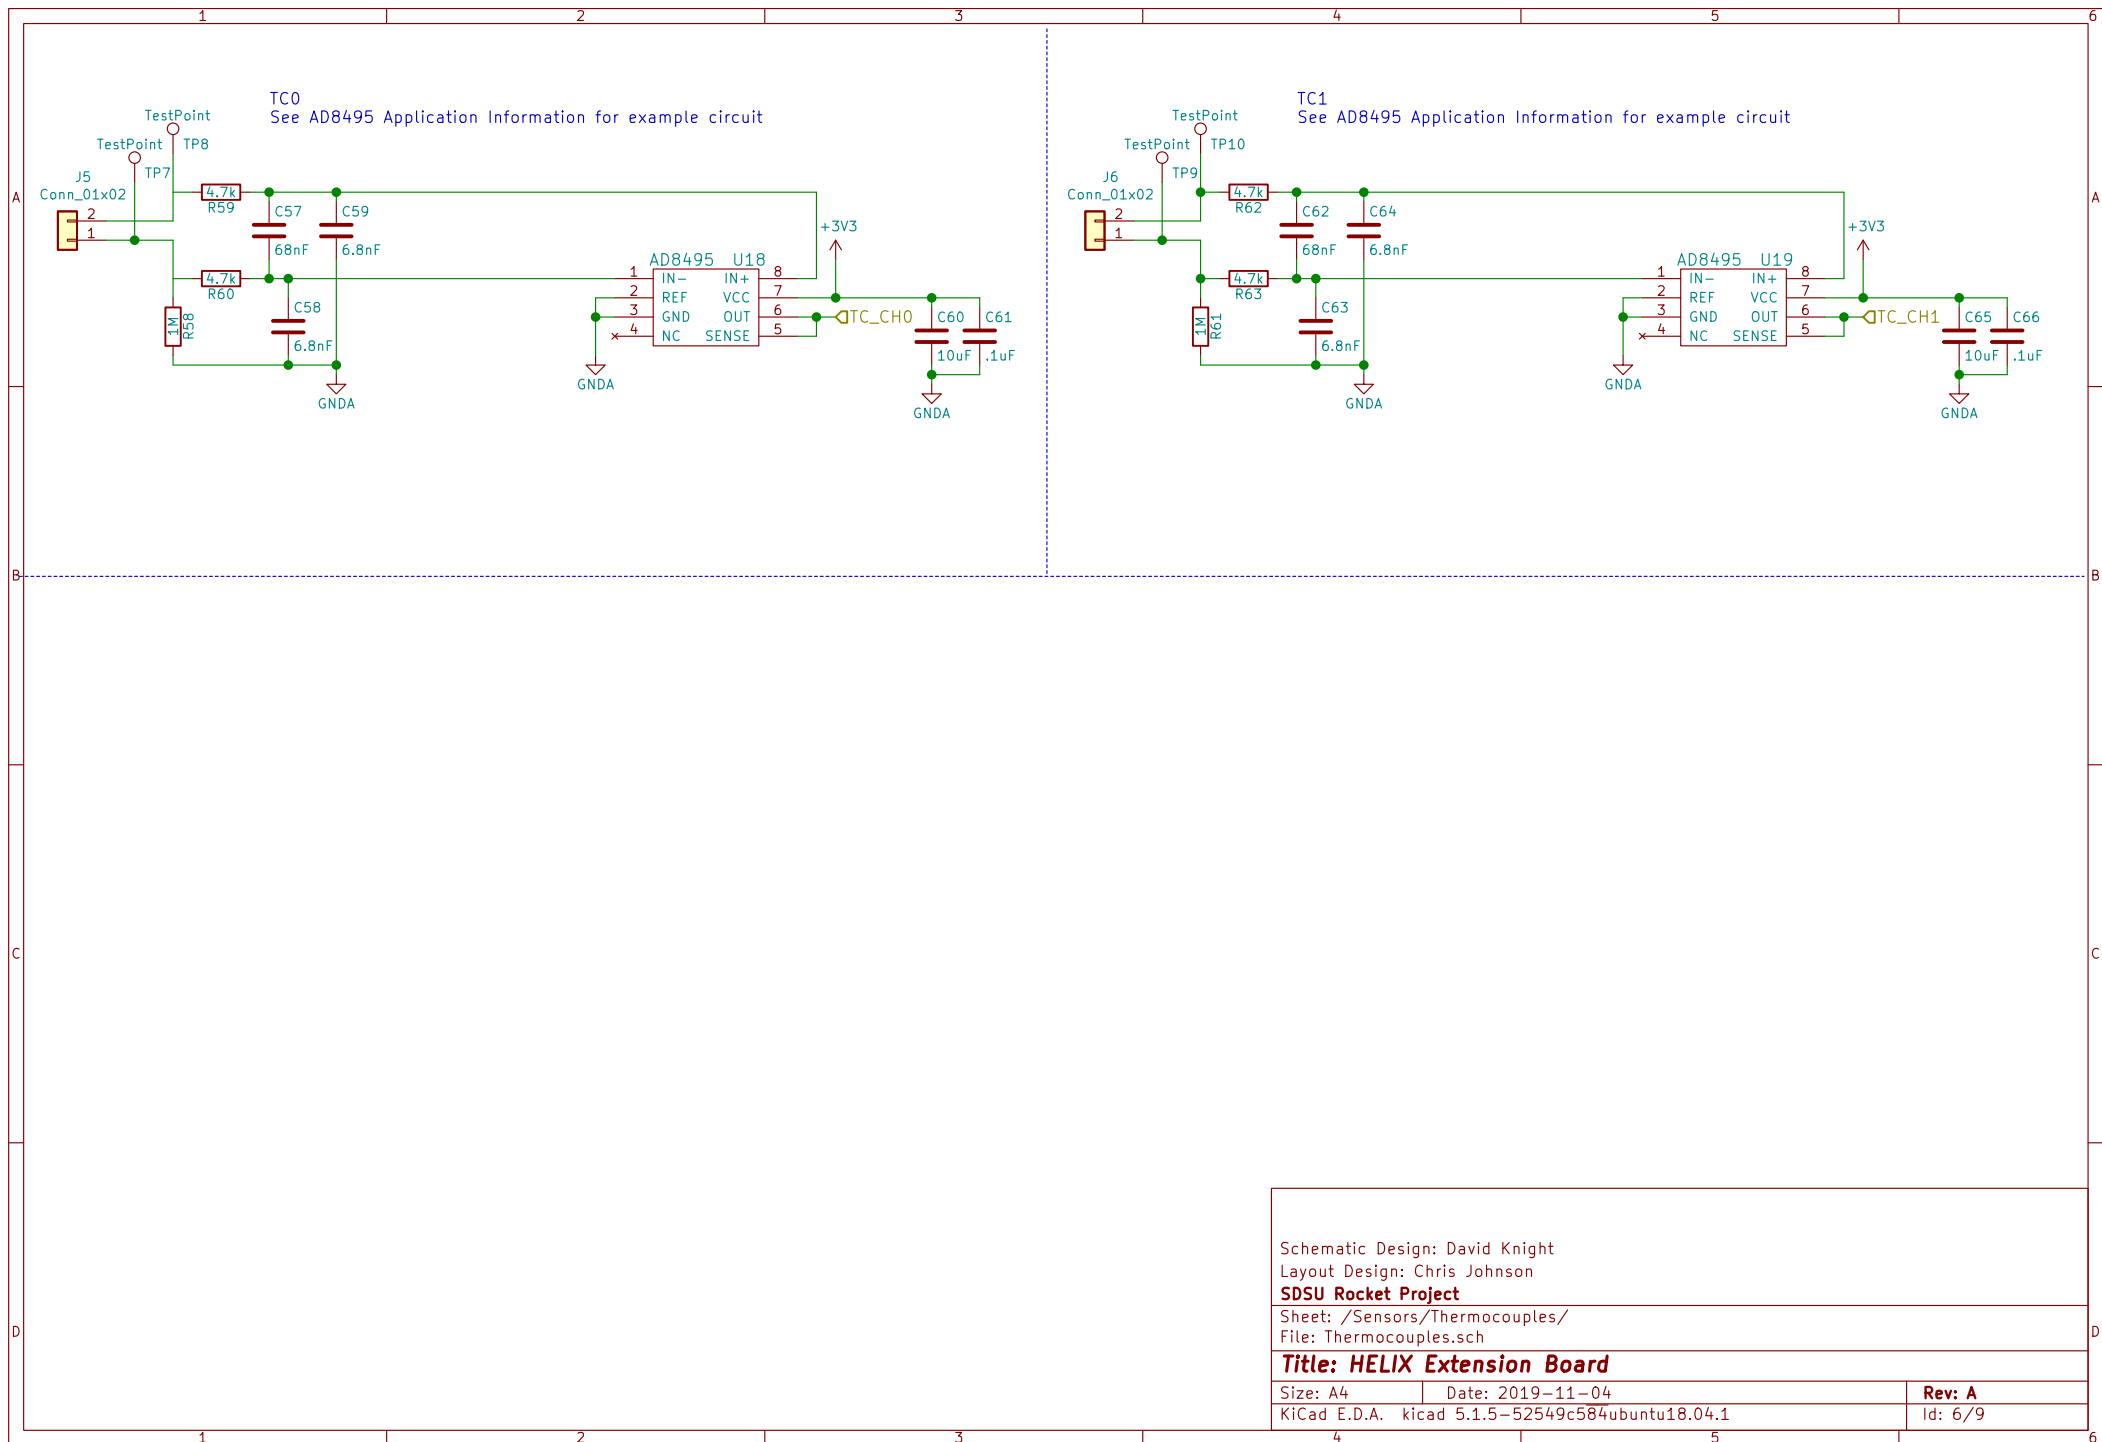 1 2 3 4 5 6
TC0
See AD8495 Application Information for example circuit
TestPoint
TP8
TestPoint
TP7
J5
Conn_01x02
2
1
4.7k
R59
C57
68nF
C59
6.8nF
4.7k
R60
1M
R58
C58
6.8nF
GNDA
AD8495 U18
1 IN- IN+ 8
2 REF VCC 7
3 GND OUT 6
4 NC SENSE 5
GNDA
+3V3
TC_CH0
C60
10uF
C61
.1uF
GNDA
TC1
See AD8495 Application Information for example circuit
TestPoint
TP10
TestPoint
TP9
J6
Conn_01x02
2
1
4.7k
R62
C62
68nF
C64
6.8nF
4.7k
R63
1M
R61
C63
6.8nF
GNDA
AD8495 U19
1 IN- IN+ 8
2 REF VCC 7
3 GND OUT 6
4 NC SENSE 5
GNDA
+3V3
TC_CH1
C65
10uF
C66
.1uF
GNDA
A A
B B
C C
D D
Schematic Design: David Knight
Layout Design: Chris Johnson
SDSU Rocket Project
Sheet: /Sensors/Thermocouples/
File: Thermocouples.sch
Title: HELIX Extension Board
Size: A4 Date: 2019-11-04 Rev: A
KiCad E.D.A. kicad 5.1.5-52549c584ubuntu18.04.1 Id: 6/9
1 2 3 4 5 6